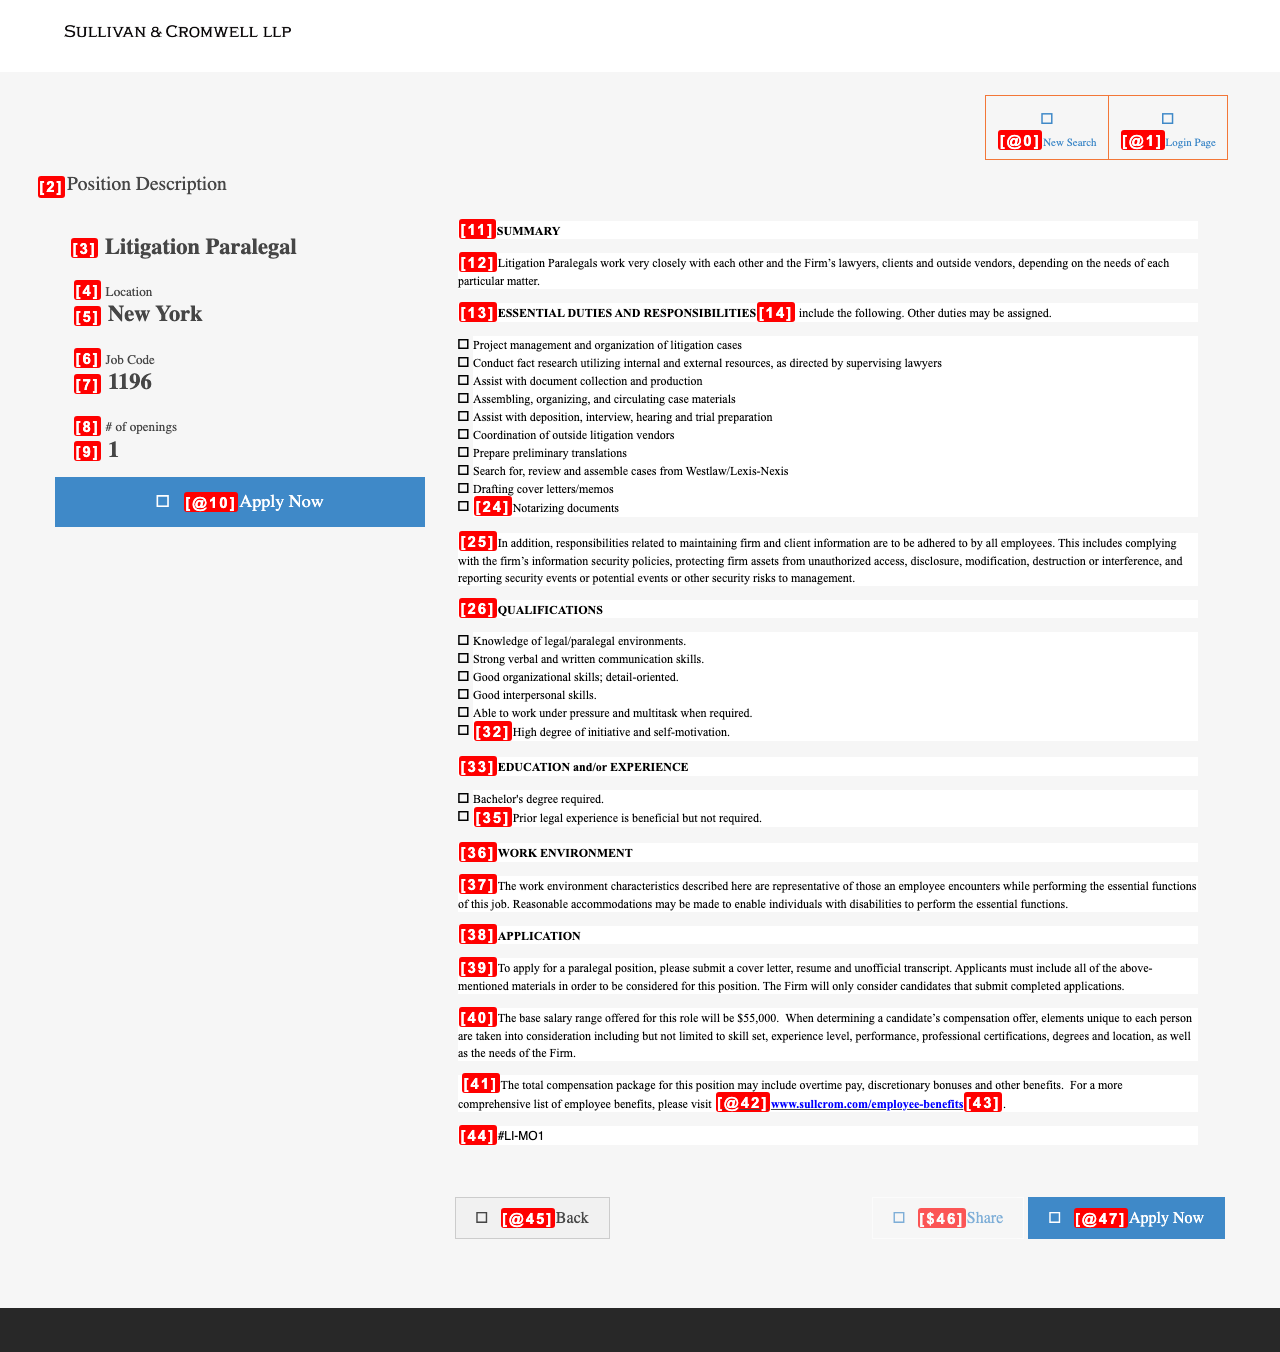 SULLIVAN & CROMWELL LLP
[@0]New Search
[@1]Login Page
[2]Position Description
[3] Litigation Paralegal
[4] Location
[5] New York
[6] Job Code
[7] 1196
[8] # of openings
[9] 1
[@10]Apply Now
[11]SUMMARY
[12]Litigation Paralegals work very closely with each other and the Firm’s lawyers, clients and outside vendors, depending on the needs of each
particular matter.
[13]ESSENTIAL DUTIES AND RESPONSIBILITIES[14] include the following. Other duties may be assigned.
Project management and organization of litigation cases
Conduct fact research utilizing internal and external resources, as directed by supervising lawyers
Assist with document collection and production
Assembling, organizing, and circulating case materials
Assist with deposition, interview, hearing and trial preparation
Coordination of outside litigation vendors
Prepare preliminary translations
Search for, review and assemble cases from Westlaw/Lexis-Nexis
Drafting cover letters/memos
[24]Notarizing documents
[25]In addition, responsibilities related to maintaining firm and client information are to be adhered to by all employees. This includes complying
with the firm’s information security policies, protecting firm assets from unauthorized access, disclosure, modification, destruction or interference, and
reporting security events or potential events or other security risks to management.
[26]QUALIFICATIONS
Knowledge of legal/paralegal environments.
Strong verbal and written communication skills.
Good organizational skills; detail-oriented.
Good interpersonal skills.
Able to work under pressure and multitask when required.
[32]High degree of initiative and self-motivation.
[33]EDUCATION and/or EXPERIENCE
Bachelor's degree required.
[35]Prior legal experience is beneficial but not required.
[36]WORK ENVIRONMENT
[37]The work environment characteristics described here are representative of those an employee encounters while performing the essential functions
of this job. Reasonable accommodations may be made to enable individuals with disabilities to perform the essential functions.
[38]APPLICATION
[39]To apply for a paralegal position, please submit a cover letter, resume and unofficial transcript. Applicants must include all of the above-
mentioned materials in order to be considered for this position. The Firm will only consider candidates that submit completed applications.
[40]The base salary range offered for this role will be $55,000.  When determining a candidate’s compensation offer, elements unique to each person
are taken into consideration including but not limited to skill set, experience level, performance, professional certifications, degrees and location, as well
as the needs of the Firm.
[41]The total compensation package for this position may include overtime pay, discretionary bonuses and other benefits.  For a more
comprehensive list of employee benefits, please visit [@42]www.sullcrom.com/employee-benefits[43].
[44]#LI-MO1
[@45]Back
[$46]Share
[@47]Apply Now